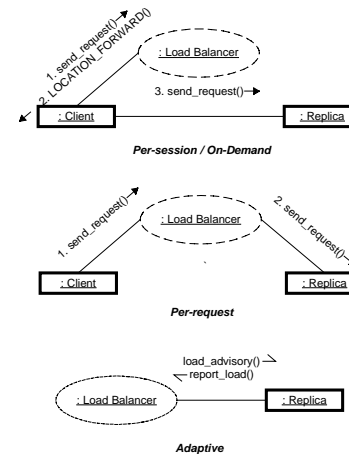 1. send_request()
2. LOCATION_FORWARD()
: Load Balancer
3. send_request()
: Client
: Replica
Per-session / On-Demand
1. send_request()
2. send_request()
: Load Balancer
: Client
: Replica
Per-request
load_advisory()
report_load()
: Load Balancer
: Replica
Adaptive